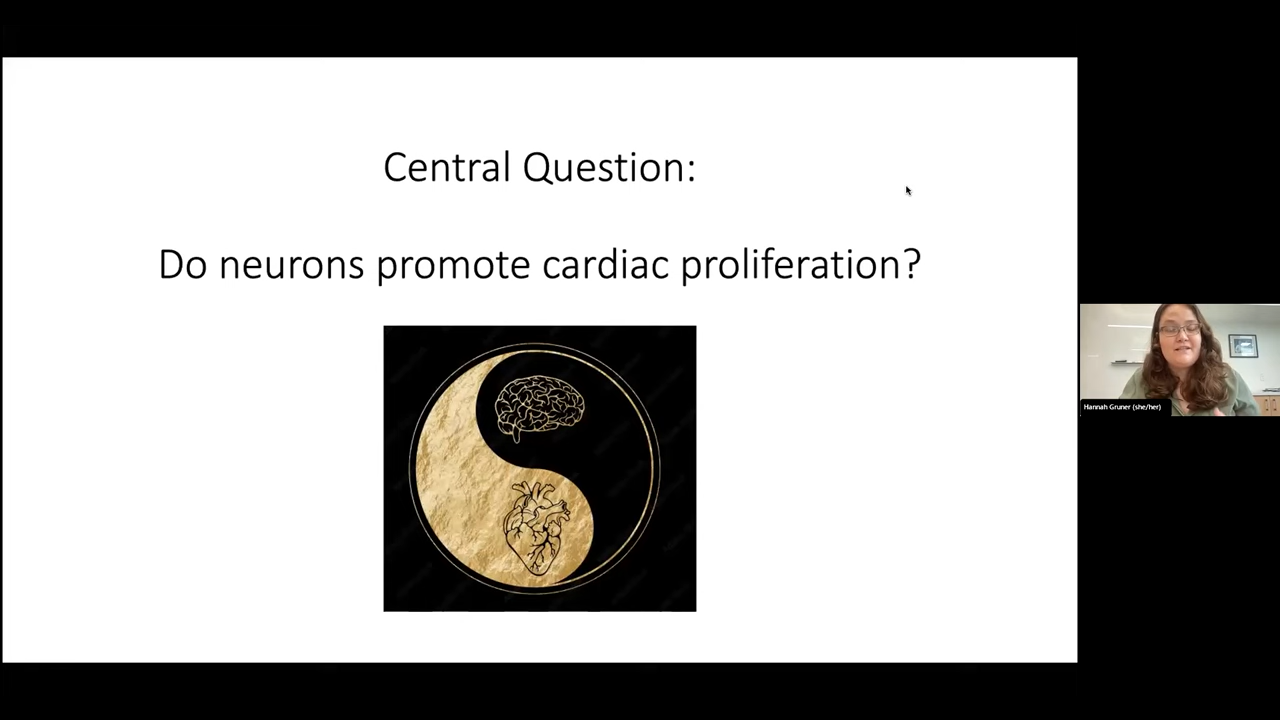 Central Question:
Do neurons promote cardiac proliferation?
Hannah Gruner (she/her)